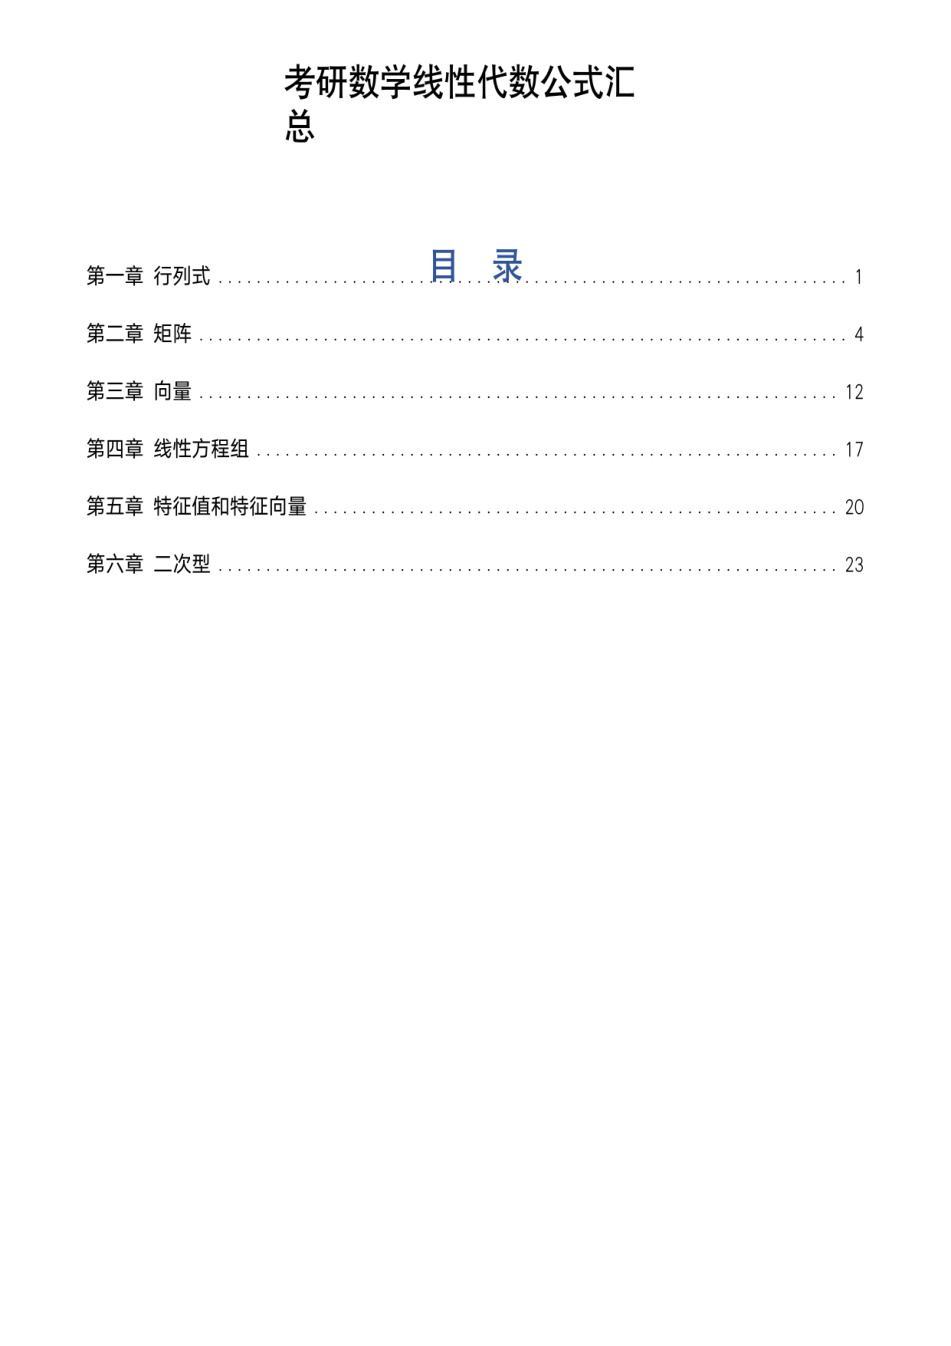 考研数学线性代数公式汇
总
目 录
第一章 行列式 ................................................................ 1
第二章 矩阵 .................................................................. 4
第三章 向量 ................................................................. 12
第四章 线性方程组 ........................................................... 17
第五章 特征值和特征向量 ..................................................... 20
第六章 二次型 ............................................................... 23